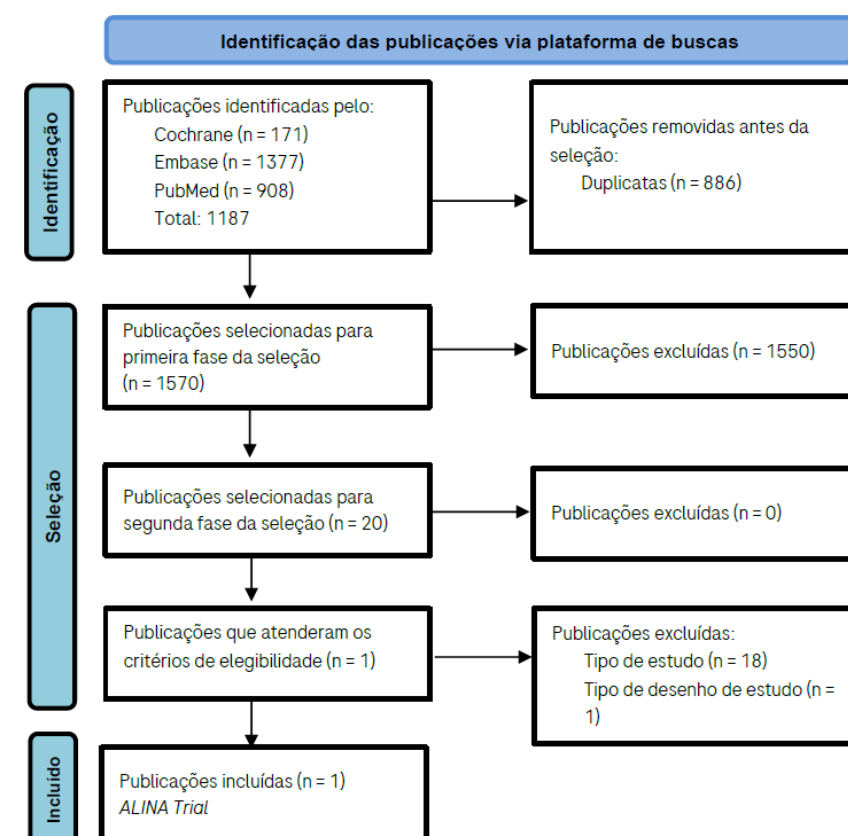 Identificação das publicações via plataforma de buscas
Identificação
Publicações identificadas pelo:
Cochrane (n = 171)
Embase (n = 1377)
PubMed (n = 908)
Total: 1187
Publicações removidas antes da
seleção:
Duplicatas (n = 886)
Seleção
Publicações selecionadas para
primeira fase da seleção
(n = 1570)
Publicações excluídas (n = 1550)
Publicações selecionadas para
segunda fase da seleção (n = 20)
Publicações excluídas (n = 0)
Publicações que atenderam os
critérios de elegibilidade (n = 1)
Publicações excluídas:
Tipo de estudo (n = 18)
Tipo de desenho de estudo (n =
1)
Incluído
Publicações incluídas (n = 1)
ALINA Trial